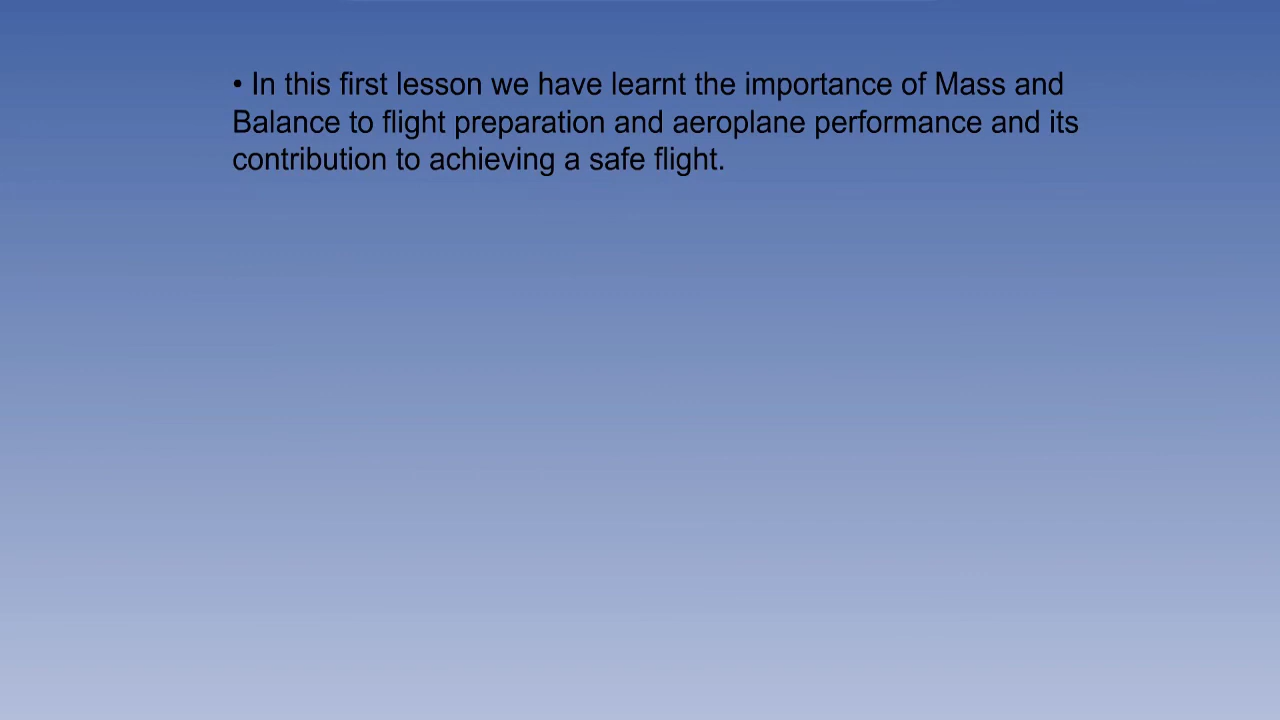 • In this first lesson we have learnt the importance of Mass and
Balance to flight preparation and aeroplane performance and its
contribution to achieving a safe flight.